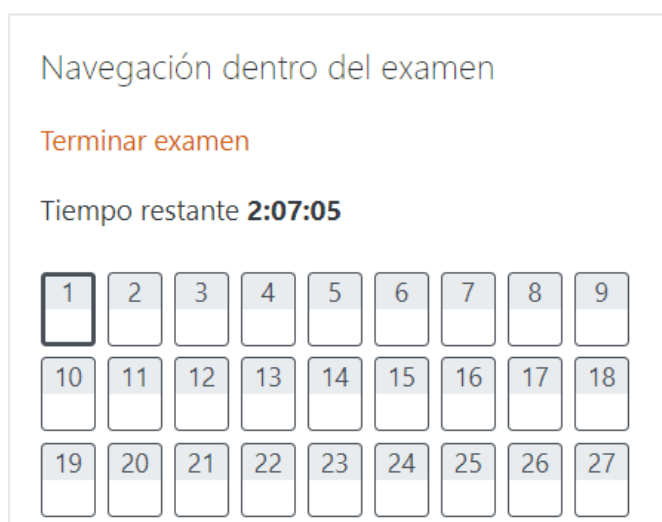 Navegación dentro del examen
Terminar examen
Tiempo restante 2:07:05
1 2 3 4 5 6 7 8 9
10 11 12 13 14 15 16 17 18
19 20 21 22 23 24 25 26 27